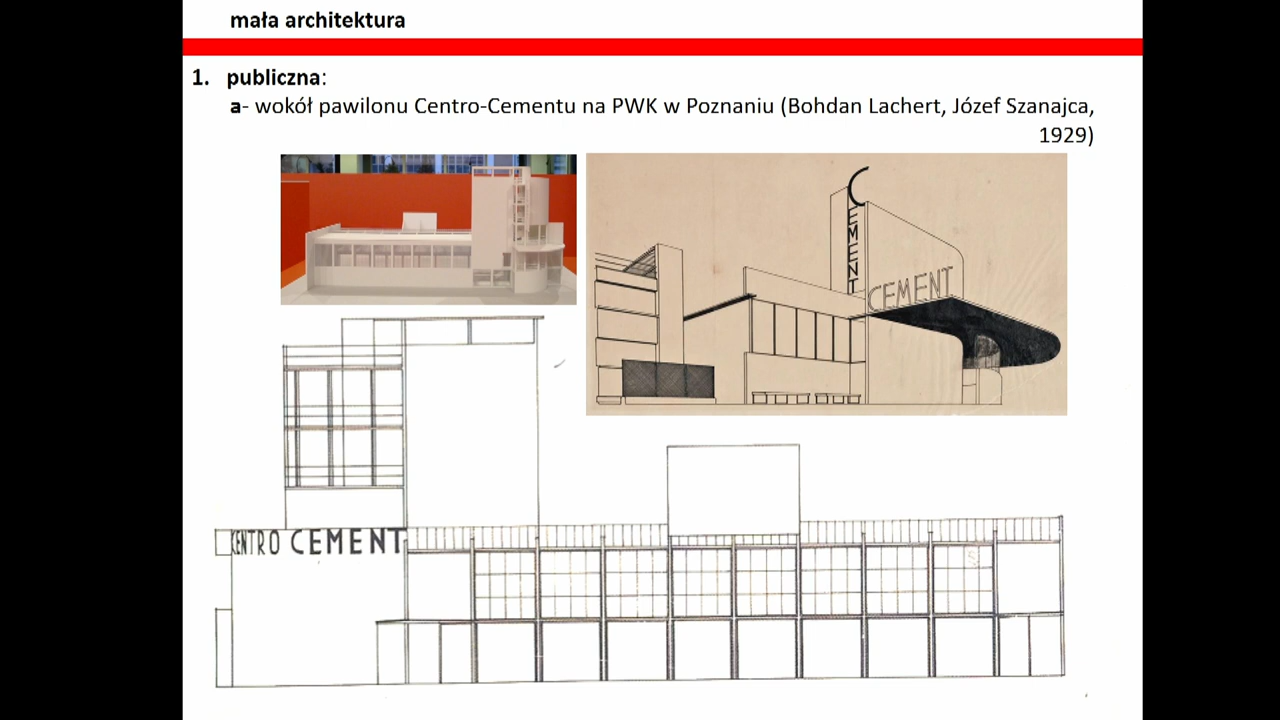 mała architektura
1. publiczna:
a- wokół pawilonu Centro-Cementu na PWK w Poznaniu (Bohdan Lachert, Józef Szanajca,
1929)
CEMENT
CEMENT
CENTRO CEMENT